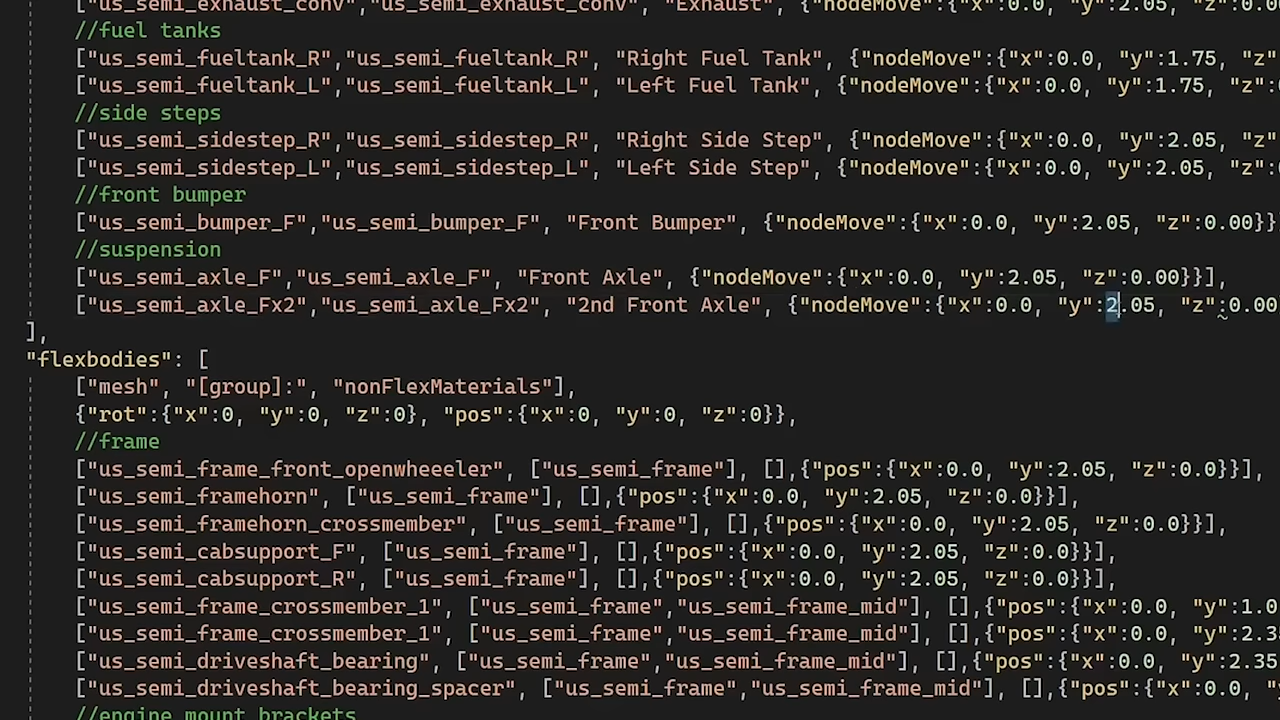 ["us_semi_exhaust_conv","us_semi_exhaust_conv", "Exhaust", {"nodeMove":{"x":0.0, "y":2.05, "z":0.0
//fuel tanks
["us_semi_fueltank_R","us_semi_fueltank_R", "Right Fuel Tank", {"nodeMove":{"x":0.0, "y":1.75, "z"
["us_semi_fueltank_L","us_semi_fueltank_L", "Left Fuel Tank", {"nodeMove":{"x":0.0, "y":1.75, "z":
//side steps
["us_semi_sidestep_R","us_semi_sidestep_R", "Right Side Step", {"nodeMove":{"x":0.0, "y":2.05, "z"
["us_semi_sidestep_L","us_semi_sidestep_L", "Left Side Step", {"nodeMove":{"x":0.0, "y":2.05, "z":
//front bumper
["us_semi_bumper_F","us_semi_bumper_F", "Front Bumper", {"nodeMove":{"x":0.0, "y":2.05, "z":0.00}}
//suspension
["us_semi_axle_F","us_semi_axle_F", "Front Axle", {"nodeMove":{"x":0.0, "y":2.05, "z":0.00}}],
["us_semi_axle_Fx2","us_semi_axle_Fx2", "2nd Front Axle", {"nodeMove":{"x":0.0, "y":2.05, "z":0.00
],
"flexbodies": [
["mesh", "[group]:", "nonFlexMaterials"],
{"rot":{"x":0, "y":0, "z":0}, "pos":{"x":0, "y":0, "z":0}},
//frame
["us_semi_frame_front_openwheeeler", ["us_semi_frame"], [],{"pos":{"x":0.0, "y":2.05, "z":0.0}}],
["us_semi_framehorn", ["us_semi_frame"], [],{"pos":{"x":0.0, "y":2.05, "z":0.0}}],
["us_semi_framehorn_crossmember", ["us_semi_frame"], [],{"pos":{"x":0.0, "y":2.05, "z":0.0}}],
["us_semi_cabsupport_F", ["us_semi_frame"], [],{"pos":{"x":0.0, "y":2.05, "z":0.0}}],
["us_semi_cabsupport_R", ["us_semi_frame"], [],{"pos":{"x":0.0, "y":2.05, "z":0.0}}],
["us_semi_frame_crossmember_1", ["us_semi_frame","us_semi_frame_mid"], [],{"pos":{"x":0.0, "y":1.0
["us_semi_frame_crossmember_1", ["us_semi_frame","us_semi_frame_mid"], [],{"pos":{"x":0.0, "y":2.3
["us_semi_driveshaft_bearing", ["us_semi_frame","us_semi_frame_mid"], [],{"pos":{"x":0.0, "y":2.35
["us_semi_driveshaft_bearing_spacer", ["us_semi_frame","us_semi_frame_mid"], [],{"pos":{"x":0.0, "
//engine mount brackets